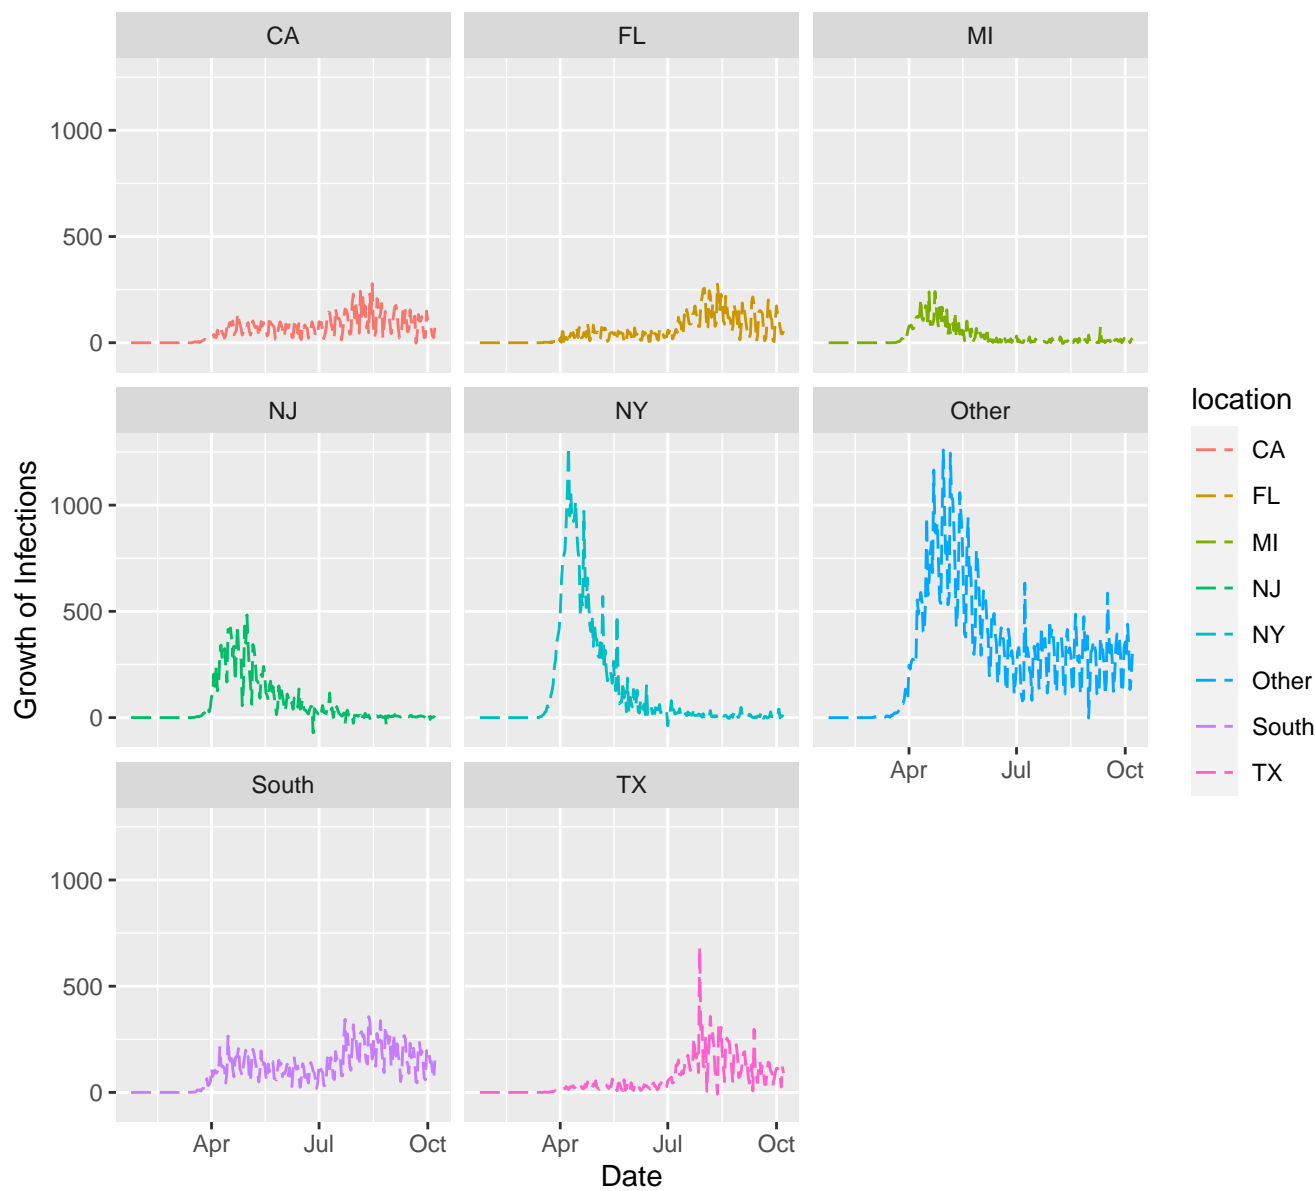 CA FL MI
1000
500
0
NJ NY Other
1000
500
0
Apr Jul Oct
South TX
1000
500
0
Apr Jul Oct Apr Jul Oct
Date
Growth of Infections
location
CA
FL
MI
NJ
NY
Other
South
TX